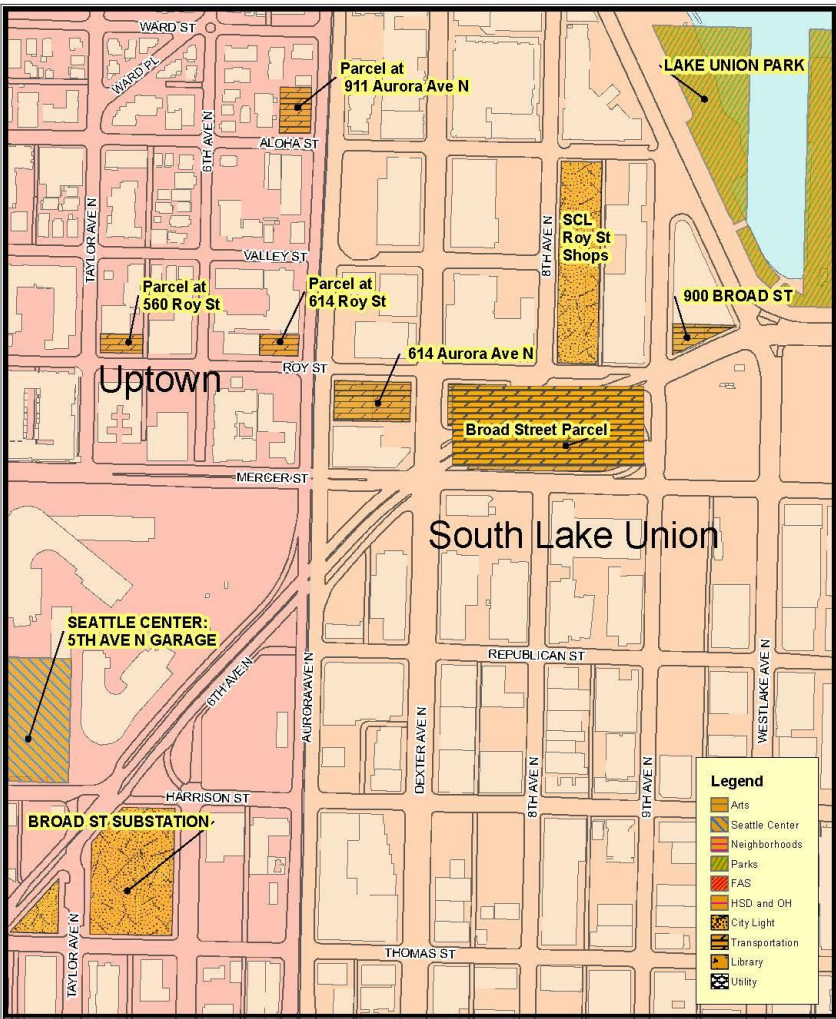 WARD ST
WARD PL
6TH AVE N
Parcel at
911 Aurora Ave N
LAKE UNION PARK
ALOHA ST
TAYLOR AVE N
VALLEY ST
8TH AVE N
SCL
Roy St
Shops
Parcel at
560 Roy St
Parcel at
614 Roy St
900 BROAD ST
614 Aurora Ave N
ROY ST
Uptown
Broad Street Parcel
MERCER ST
South Lake Union
SEATTLE CENTER:
5TH AVE N GARAGE
6TH AVE N
AURORA AVE N
REPUBLICAN ST
WESTLAKE AVE N
DEXTER AVE N
8TH AVE N
9TH AVE N
HARRISON ST
BROAD ST SUBSTATION
TAYLOR AVE N
THOMAS ST
Legend
Arts
Seattle Center
Neighborhoods
Parks
FAS
HSD and OH
City Light
Transportation
Library
Utility